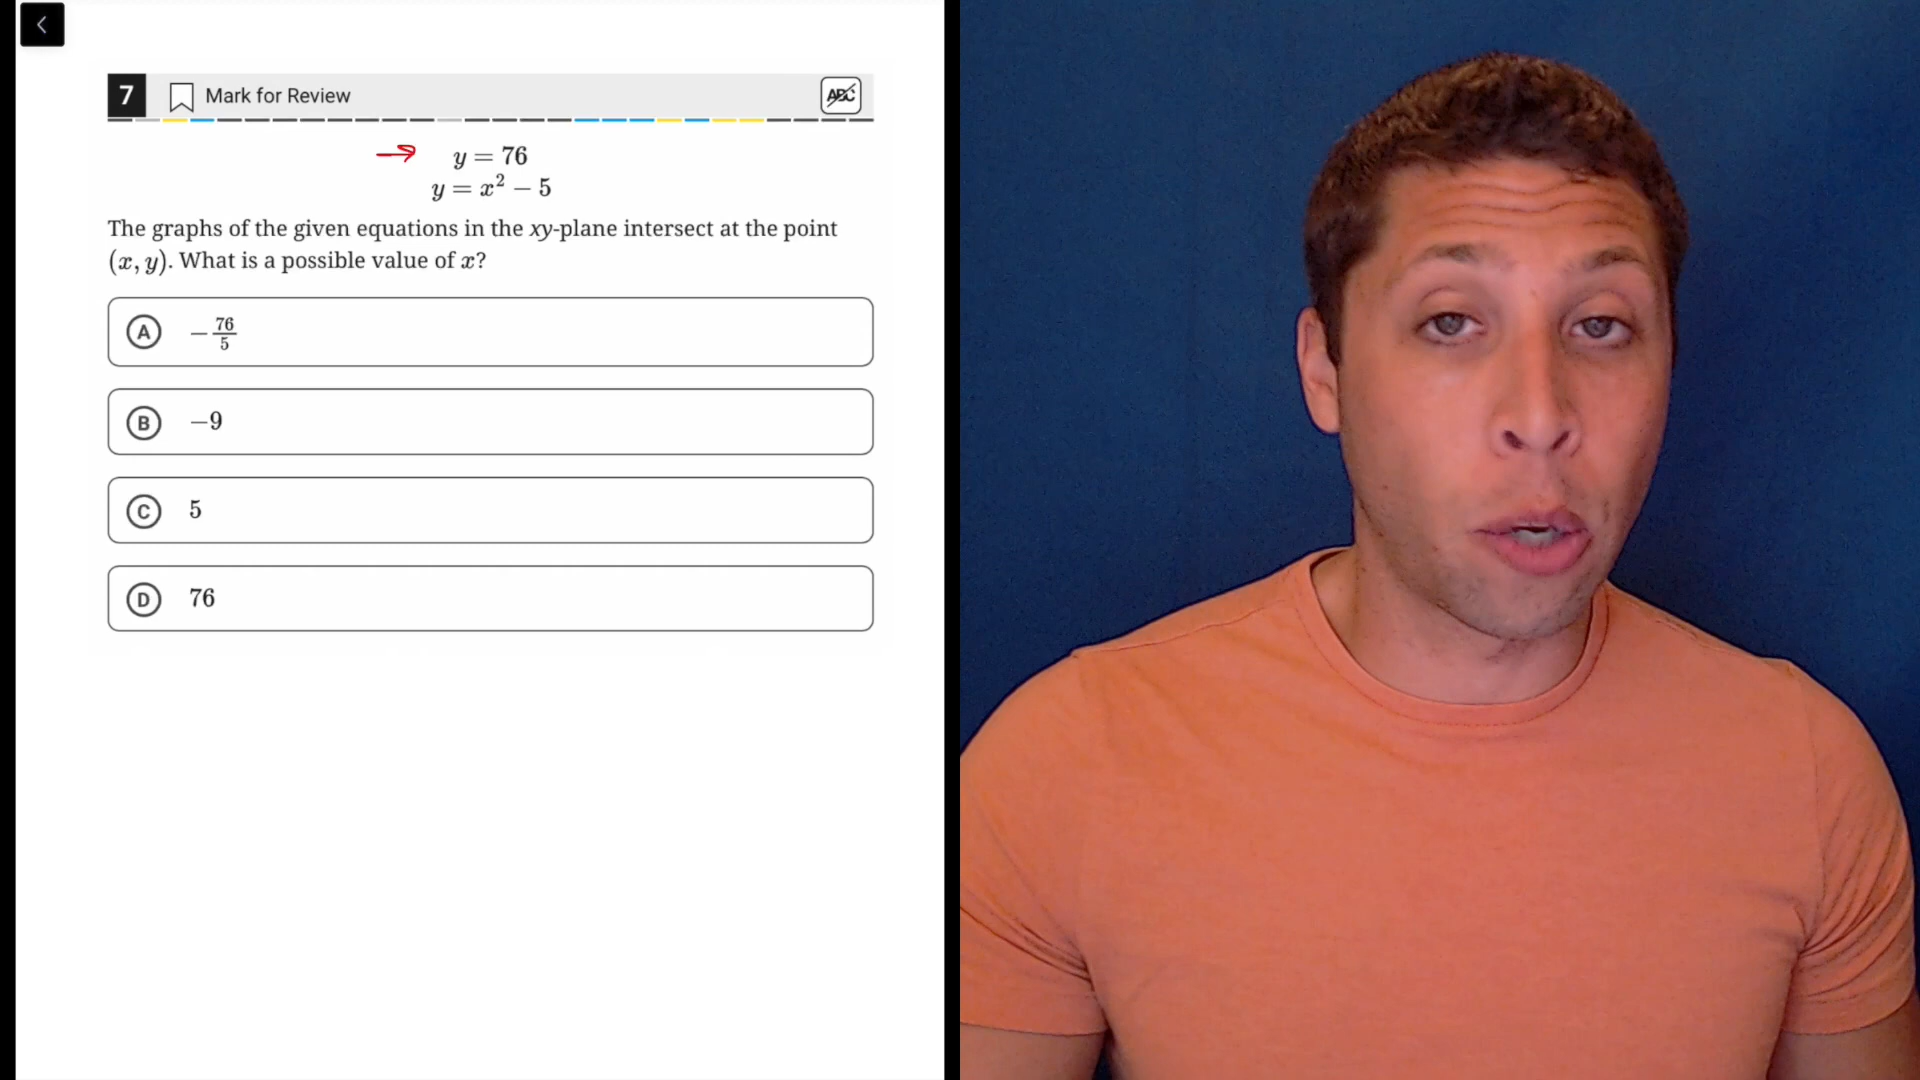 7 Mark for Review ABC
y = 76
y = x² − 5
The graphs of the given equations in the xy-plane intersect at the point
(x, y). What is a possible value of x?
A −76/5
B −9
C 5
D 76